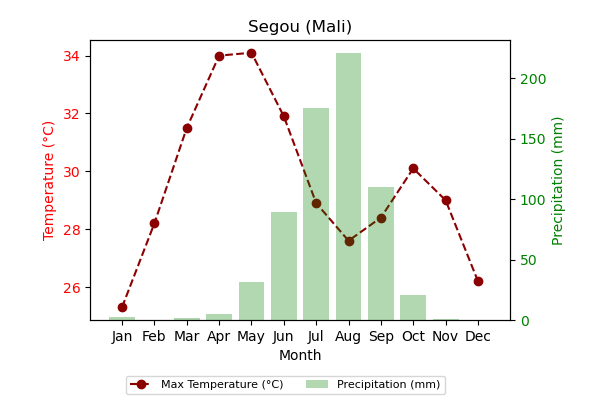 Segou (Mali)
Temperature (°C)
34
32
30
28
26
200
150
100
50
0
Precipitation (mm)
Jan Feb Mar Apr May Jun Jul Aug Sep Oct Nov Dec
Month
Max Temperature (°C) Precipitation (mm)